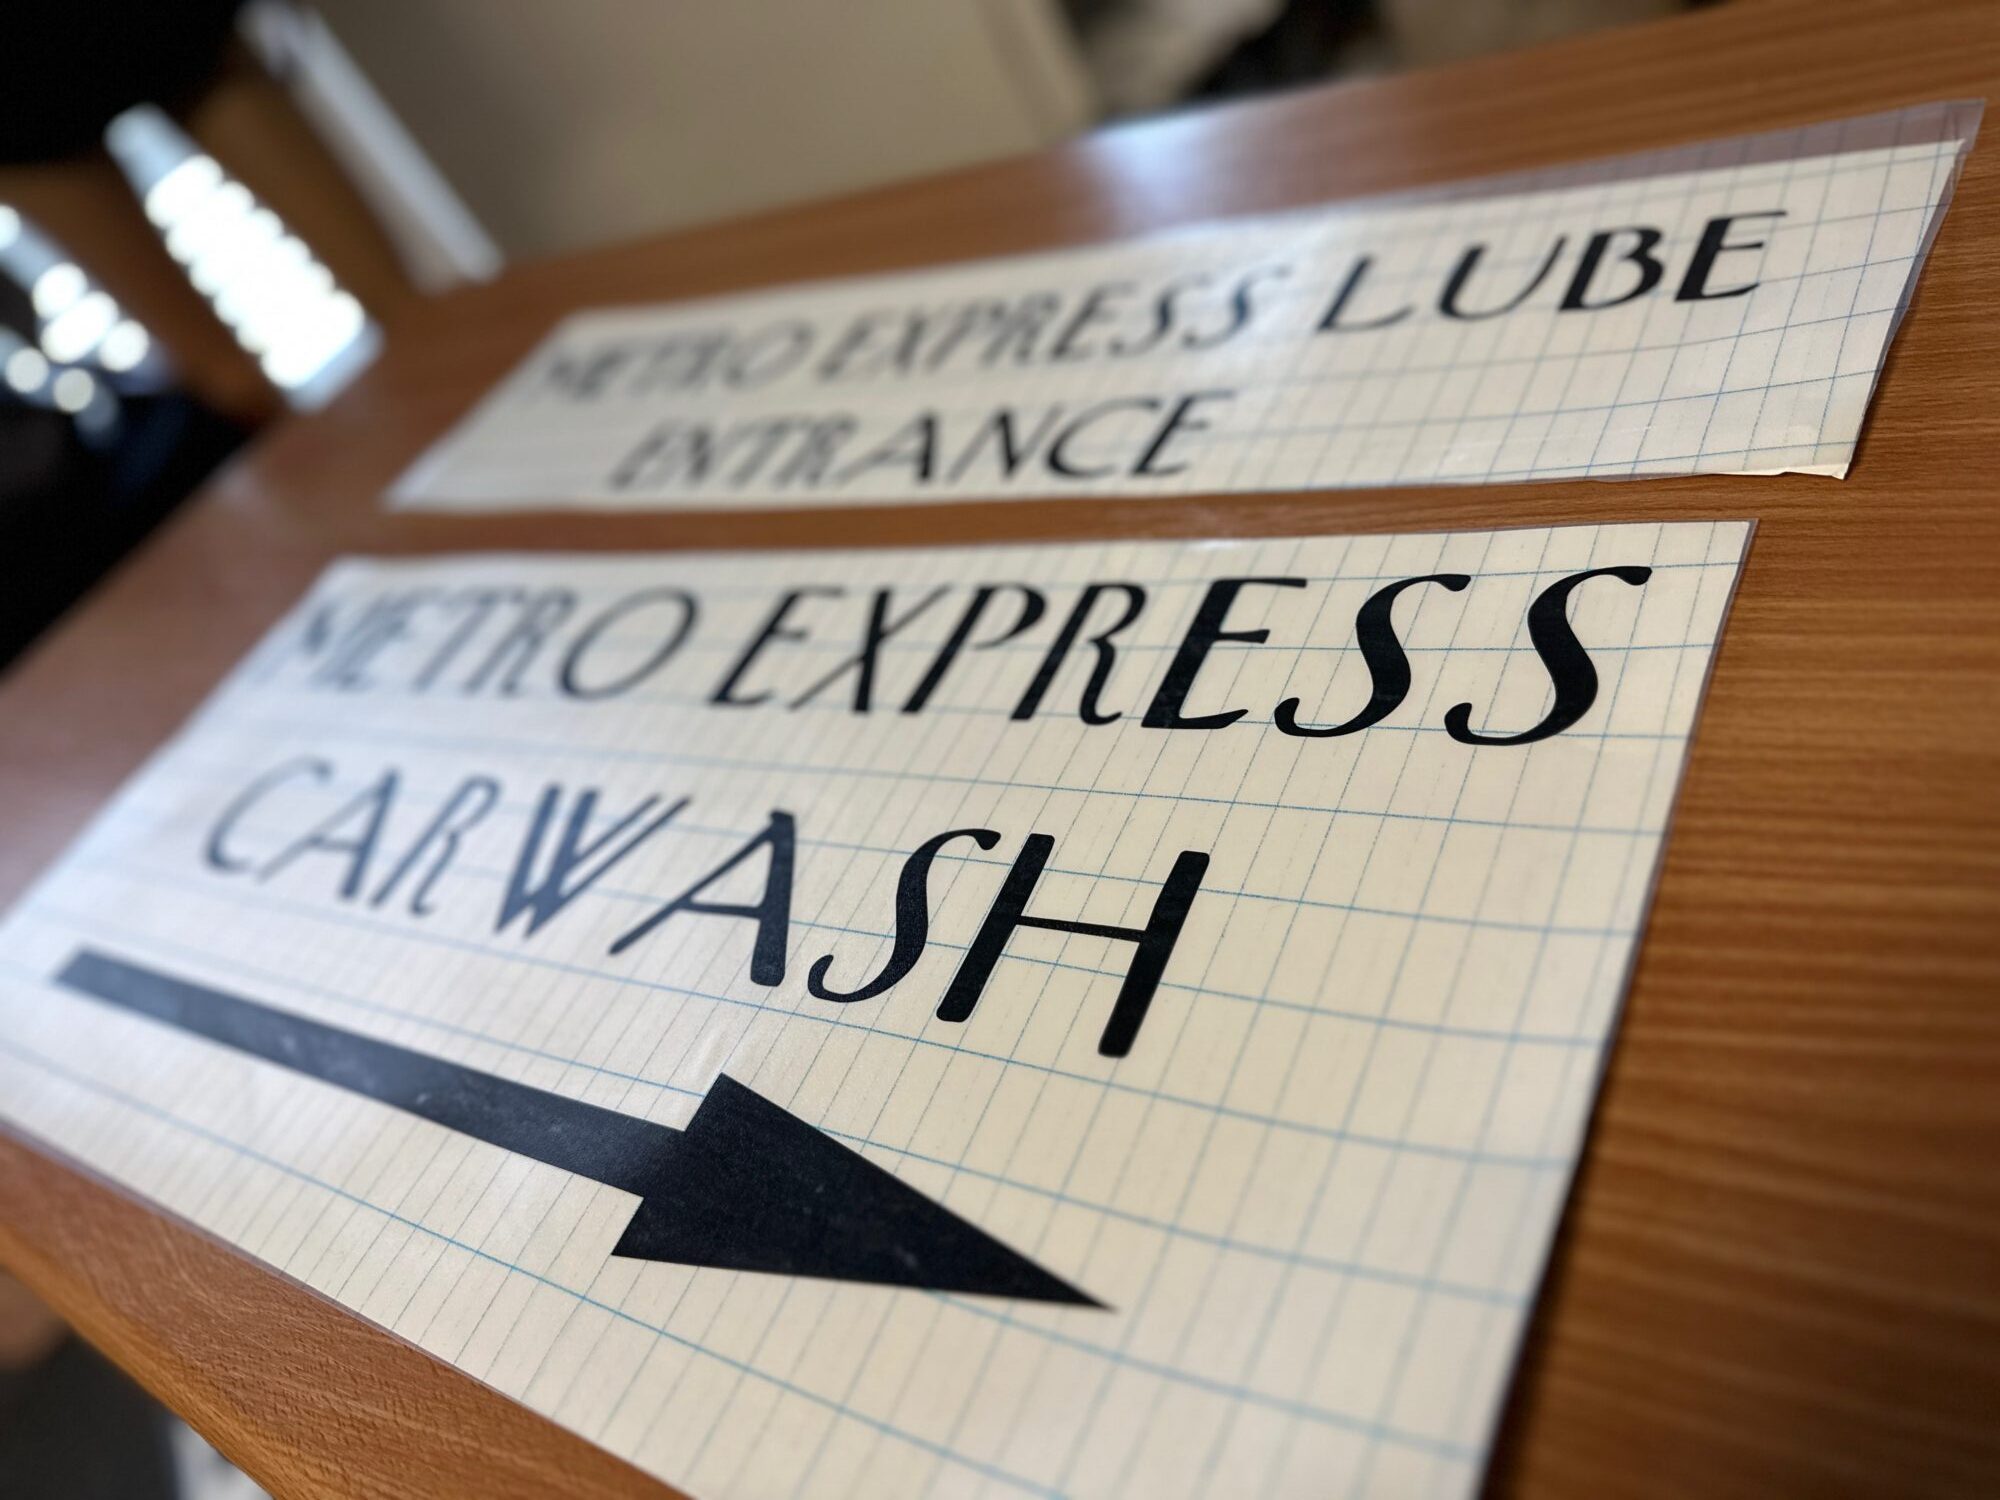 METRO EXPRESS LUBE
ENTRANCE
METRO EXPRESS
CARWASH